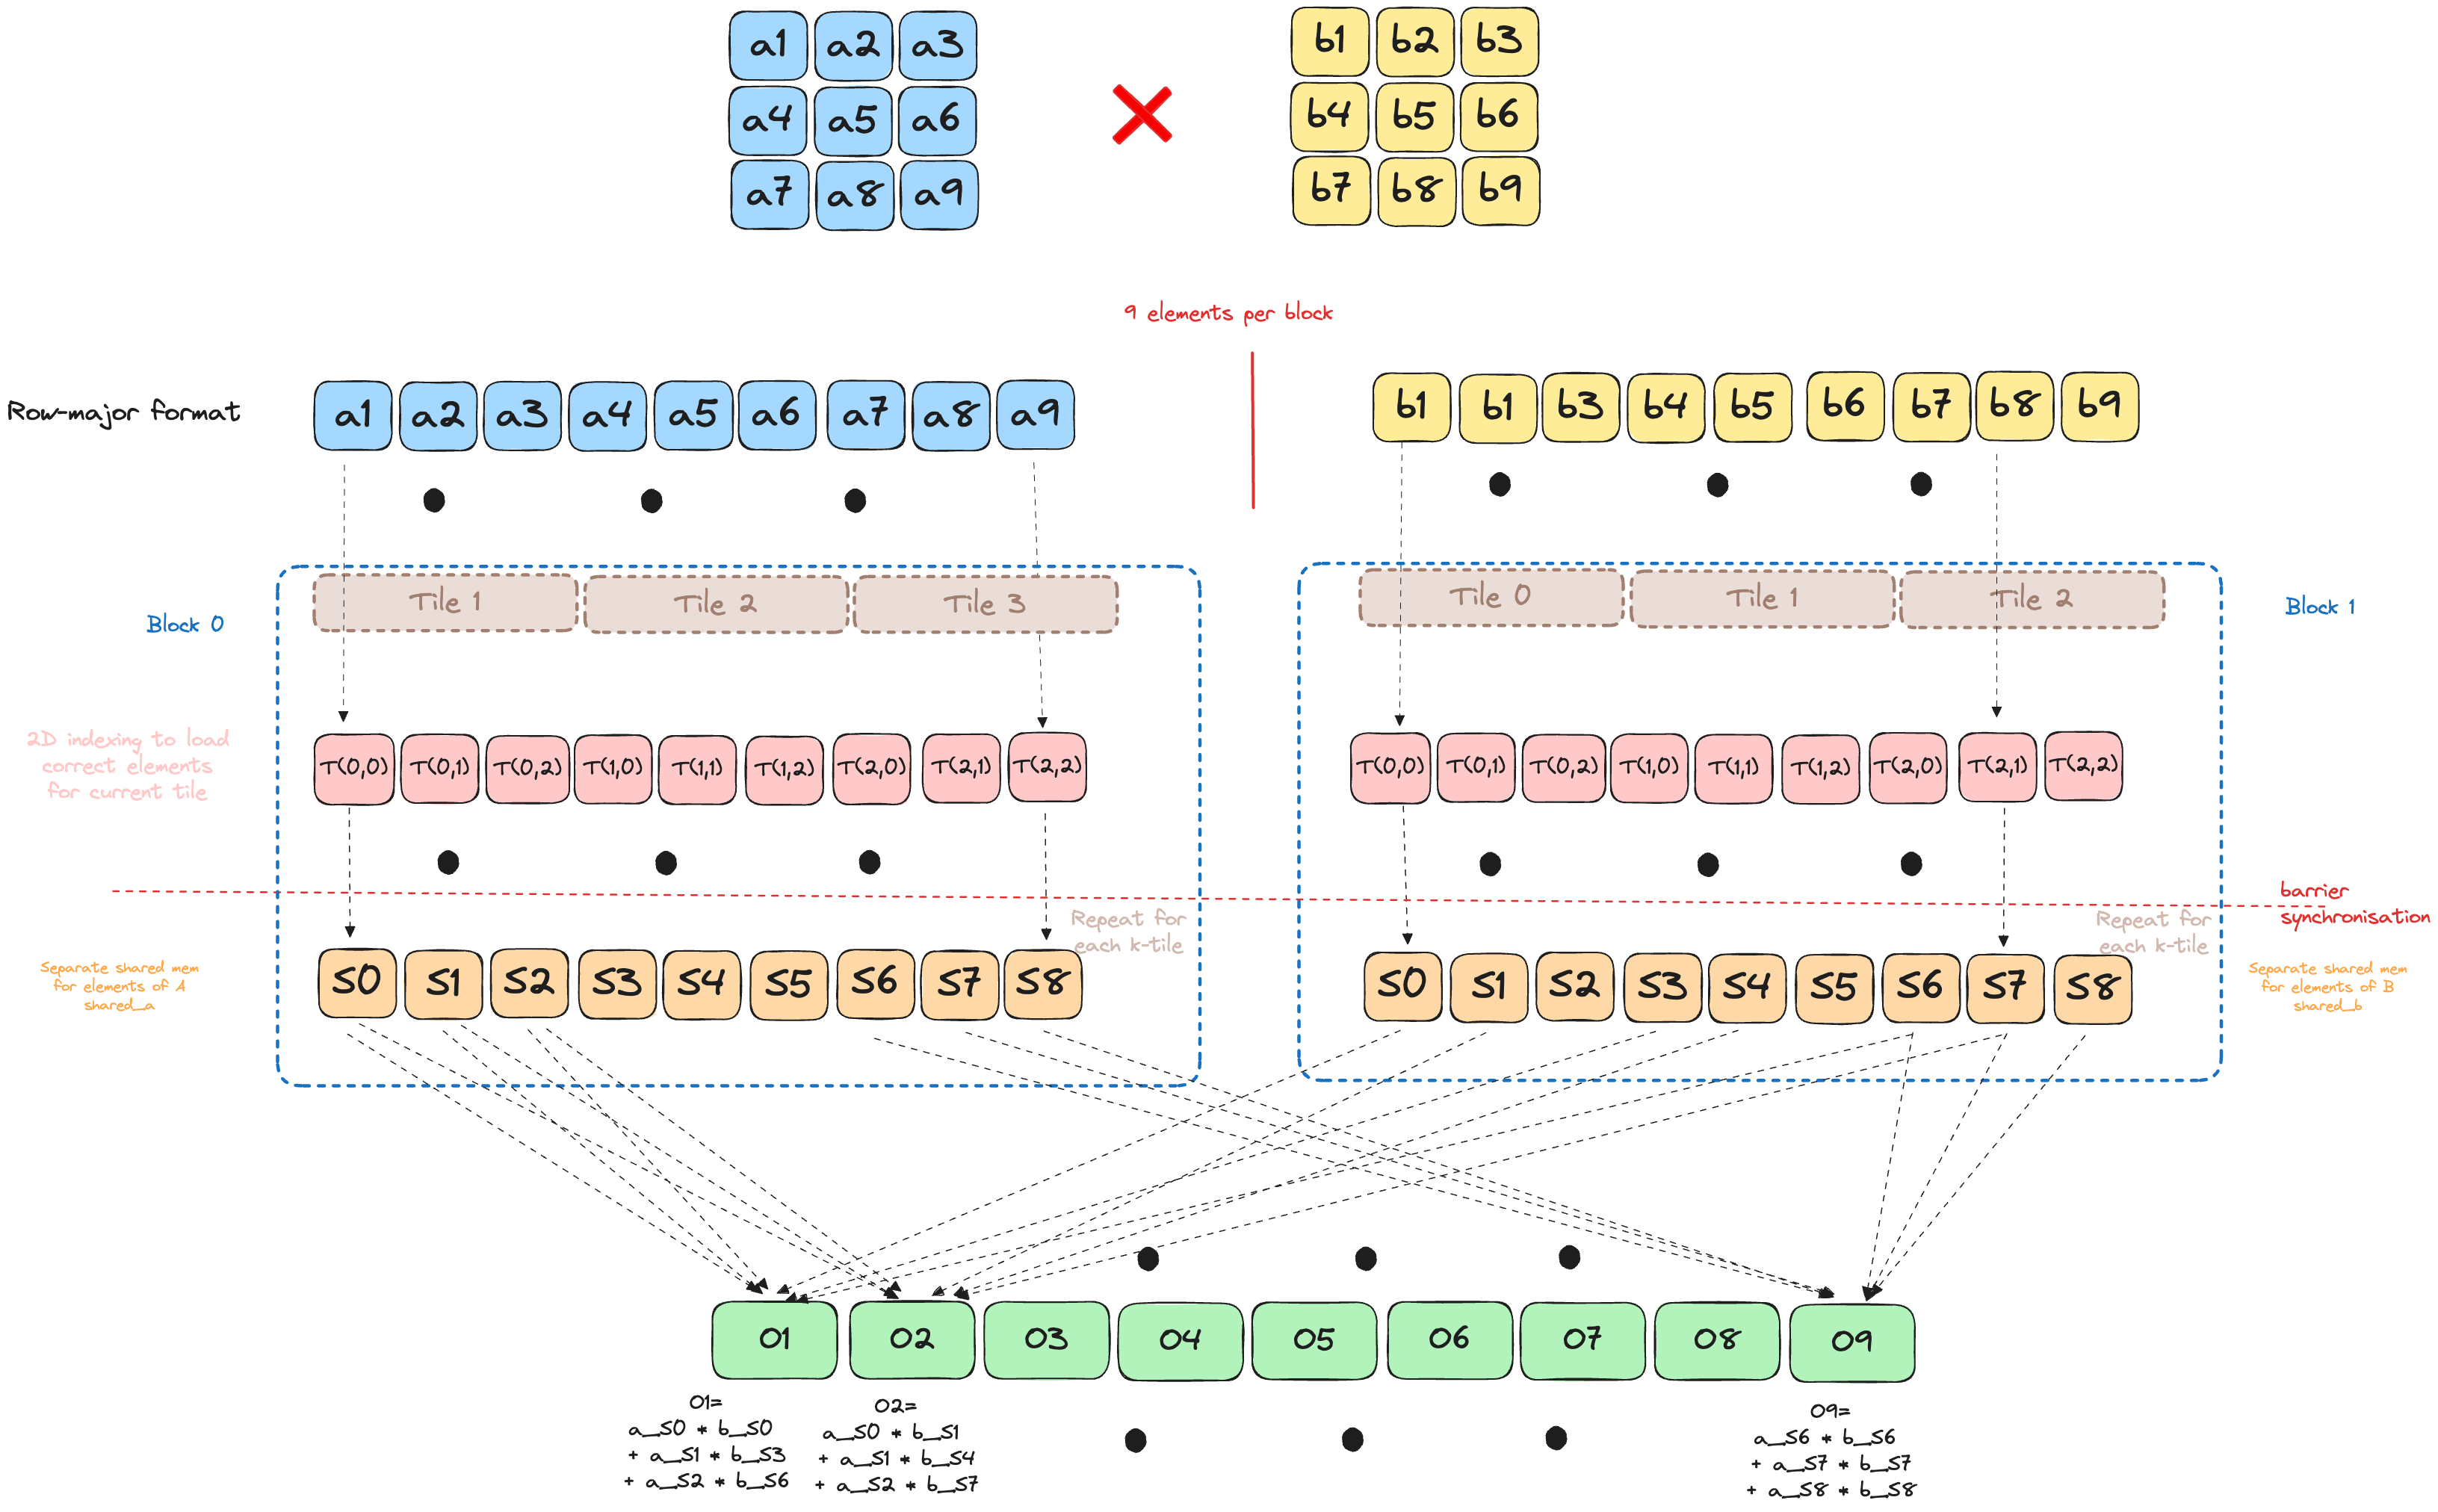 a1 a2 a3
b1 b2 b3
a4 a5 a6
b4 b5 b6
a7 a8 a9
b7 b8 b9
9 elements per block
Row-major format
a1 a2 a3 a4 a5 a6 a7 a8 a9
b1 b1 b3 b4 b5 b6 b7 b8 b9
Block 0
Tile 1 Tile 2 Tile 3
Tile 0 Tile 1 Tile 2
Block 1
2D indexing to load
correct elements
for current tile
T(0,0) T(0,1) T(0,2) T(1,0) T(1,1) T(1,2) T(2,0) T(2,1) T(2,2)
T(0,0) T(0,1) T(0,2) T(1,0) T(1,1) T(1,2) T(2,0) T(2,1) T(2,2)
barrier
synchronisation
Repeat for
each k-tile
Repeat for
each k-tile
Separate shared mem
for elements of A
shared_a
S0 S1 S2 S3 S4 S5 S6 S7 S8
S0 S1 S2 S3 S4 S5 S6 S7 S8
Separate shared mem
for elements of B
shared_b
O1 O2 O3 O4 O5 O6 O7 O8 O9
O1=
a_S0 * b_S0
+ a_S1 * b_S3
+ a_S2 * b_S6
O2=
a_S0 * b_S1
+ a_S1 * b_S4
+ a_S2 * b_S7
O9=
a_S6 * b_S6
+ a_S7 * b_S7
+ a_S8 * b_S8